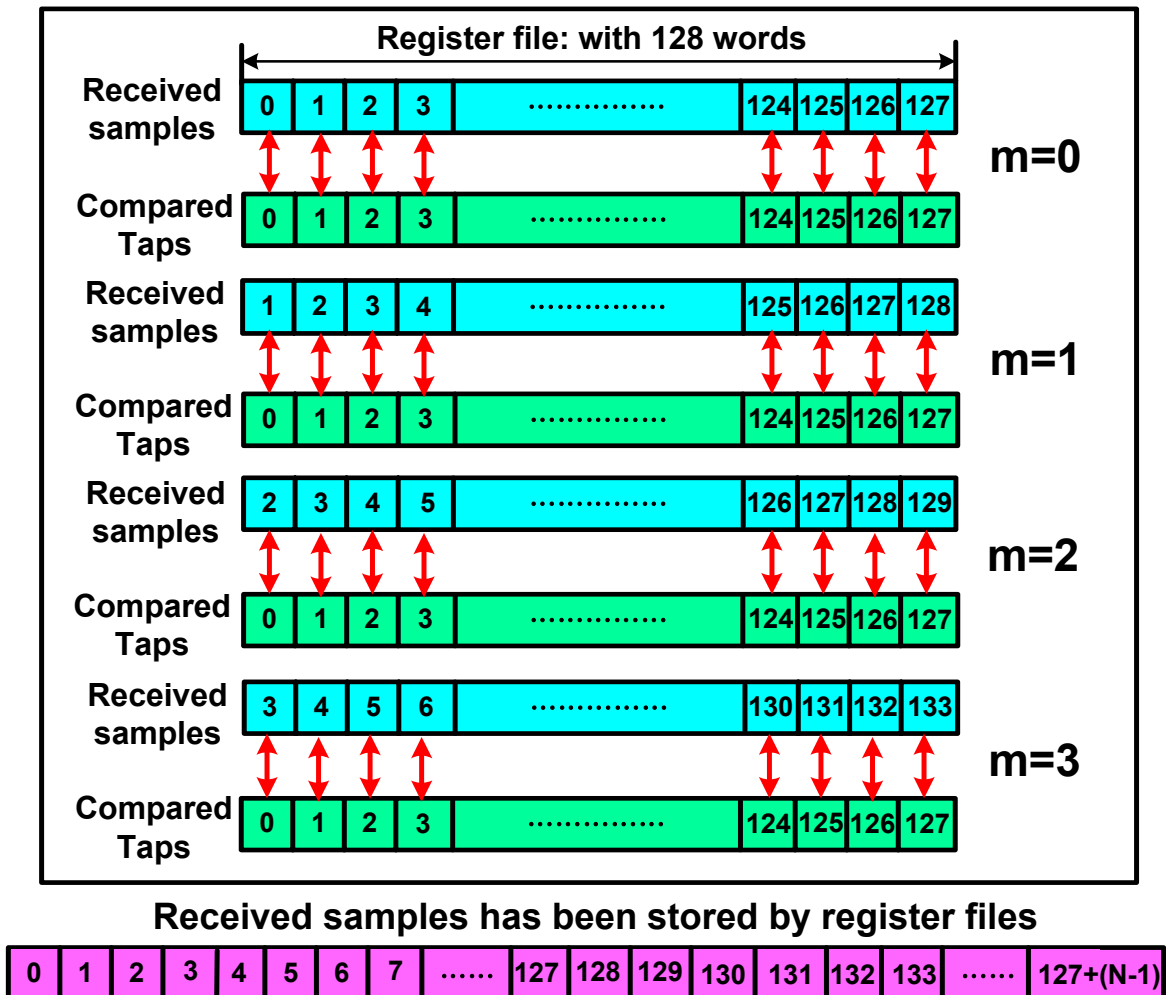 Register file: with 128 words
Received samples
0 1 2 3 ............... 124 125 126 127
m=0
Compared Taps
0 1 2 3 ............... 124 125 126 127
Received samples
1 2 3 4 ............... 125 126 127 128
m=1
Compared Taps
0 1 2 3 ............... 124 125 126 127
Received samples
2 3 4 5 ............... 126 127 128 129
m=2
Compared Taps
0 1 2 3 ............... 124 125 126 127
Received samples
3 4 5 6 ............... 130 131 132 133
m=3
Compared Taps
0 1 2 3 ............... 124 125 126 127
Received samples has been stored by register files
0 1 2 3 4 5 6 7 ...... 127 128 129 130 131 132 133 ...... 127+(N-1)